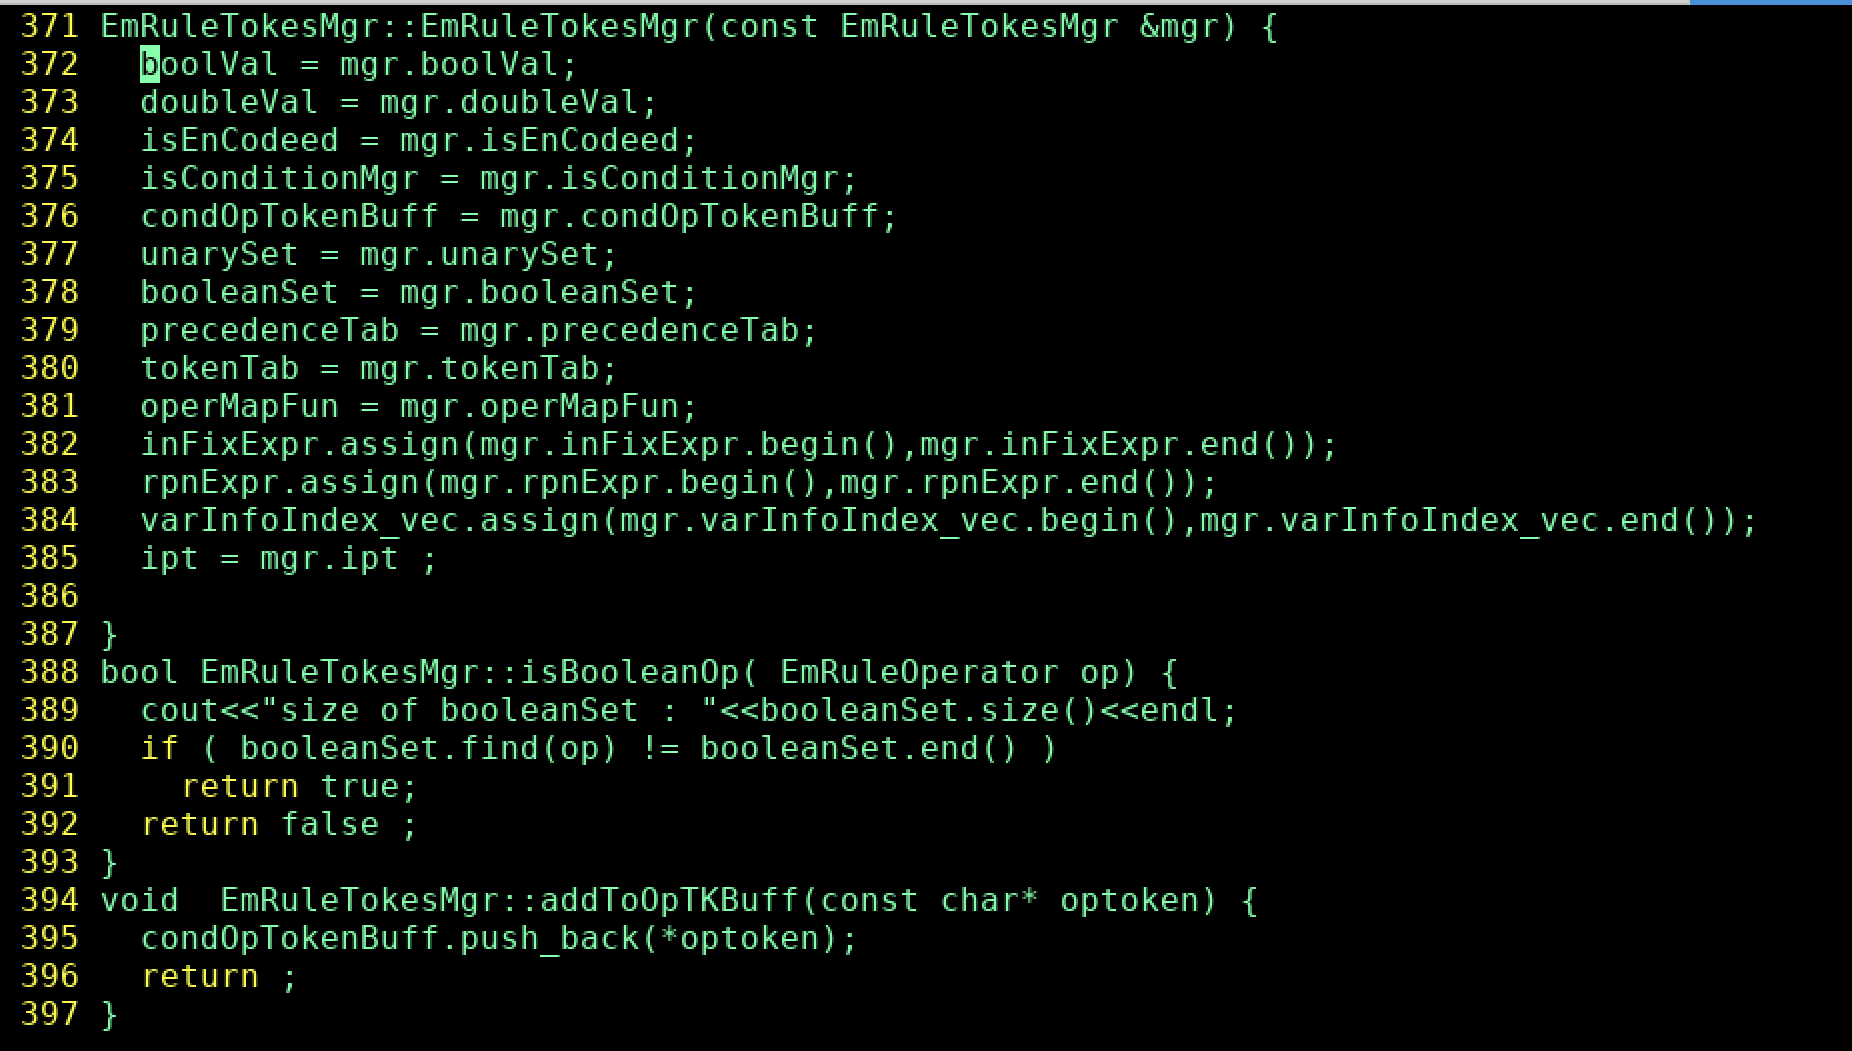 371 EmRuleTokesMgr::EmRuleTokesMgr(const EmRuleTokesMgr &mgr) {
372   boolVal = mgr.boolVal;
373   doubleVal = mgr.doubleVal;
374   isEnCodeed = mgr.isEnCodeed;
375   isConditionMgr = mgr.isConditionMgr;
376   condOpTokenBuff = mgr.condOpTokenBuff;
377   unarySet = mgr.unarySet;
378   booleanSet = mgr.booleanSet;
379   precedenceTab = mgr.precedenceTab;
380   tokenTab = mgr.tokenTab;
381   operMapFun = mgr.operMapFun;
382   inFixExpr.assign(mgr.inFixExpr.begin(),mgr.inFixExpr.end());
383   rpnExpr.assign(mgr.rpnExpr.begin(),mgr.rpnExpr.end());
384   varInfoIndex_vec.assign(mgr.varInfoIndex_vec.begin(),mgr.varInfoIndex_vec.end());
385   ipt = mgr.ipt ;
386
387 }
388 bool EmRuleTokesMgr::isBooleanOp( EmRuleOperator op) {
389   cout<<"size of booleanSet : "<<booleanSet.size()<<endl;
390   if ( booleanSet.find(op) != booleanSet.end() )
391     return true;
392   return false ;
393 }
394 void  EmRuleTokesMgr::addToOpTKBuff(const char* optoken) {
395   condOpTokenBuff.push_back(*optoken);
396   return ;
397 }